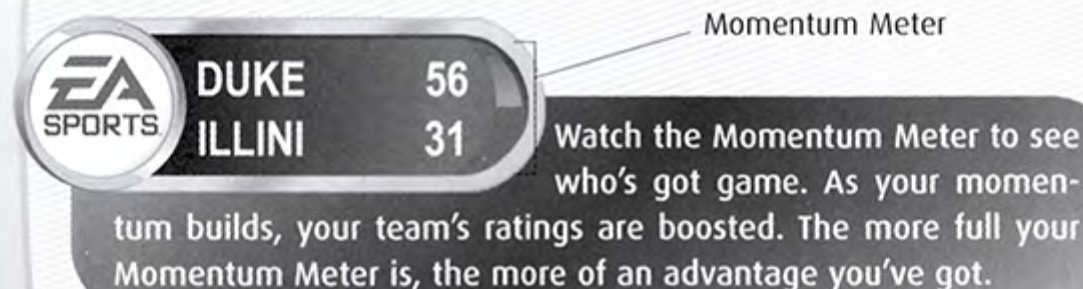 Momentum Meter
EA
SPORTS
DUKE 56
ILLINI 31
Watch the Momentum Meter to see
who's got game. As your momen-
tum builds, your team's ratings are boosted. The more full your
Momentum Meter is, the more of an advantage you've got.